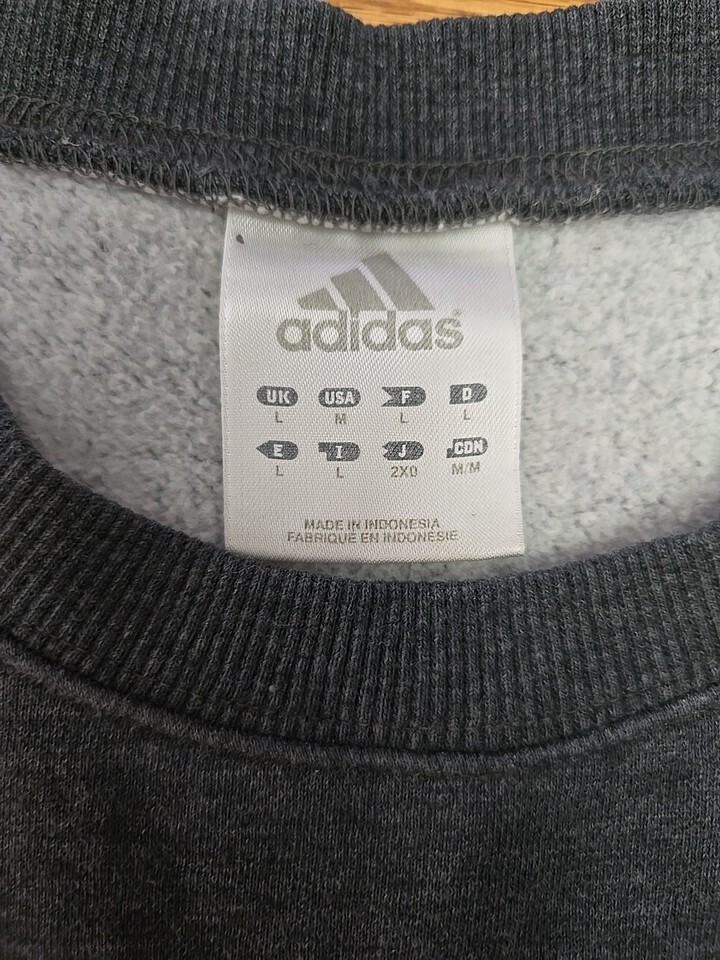 adidas®
UK USA F D
L M L L
E I J CDN
L L 2XO M/M
MADE IN INDONESIA
FABRIQUE EN INDONESIE